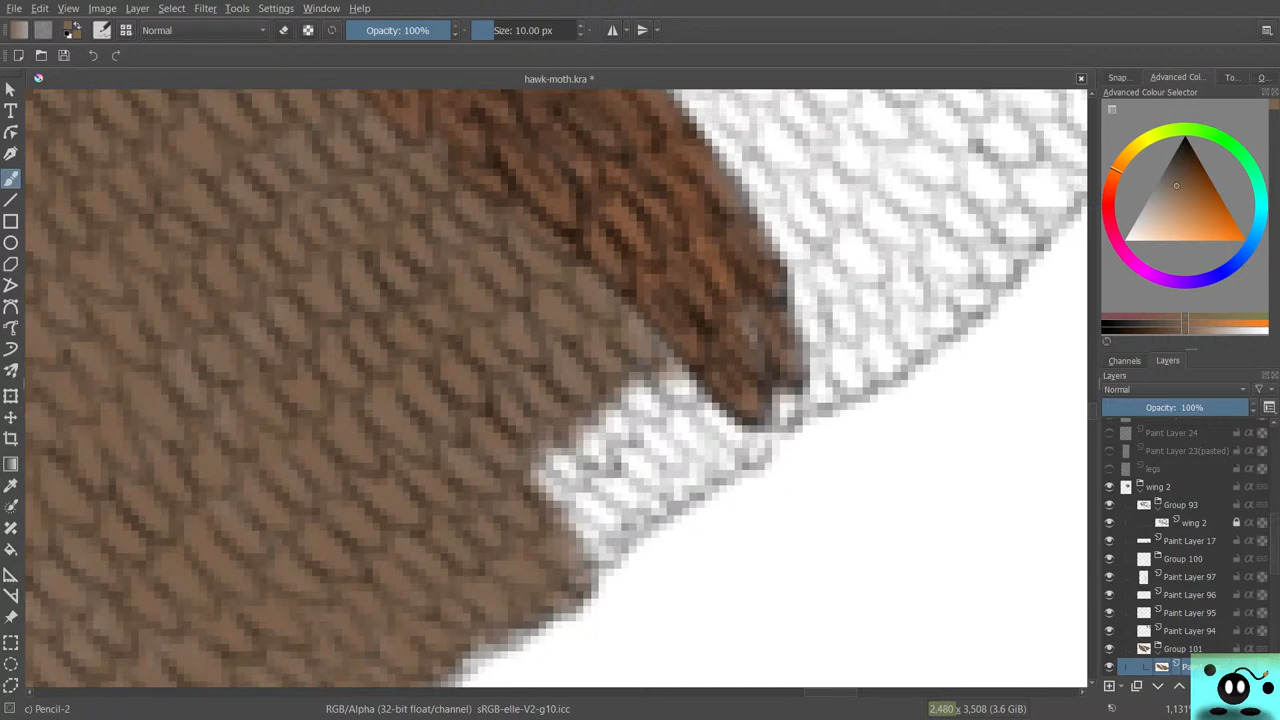 File Edit View Image Layer Select Filter Tools Settings Window Help
Normal Opacity: 100% Size: 10.00 px
hawk-moth.kra *
Snap... Advanced Col... To... O...
Advanced Colour Selector
Channels Layers
Layers
Normal
Opacity: 100%
Paint Layer 24
Paint Layer 23(pasted)
legs
wing 2
Group 93
wing 2
Paint Layer 17
Group 100
Paint Layer 97
Paint Layer 96
Paint Layer 95
Paint Layer 94
Group 101
c) Pencil-2 RGB/Alpha (32-bit float/channel) sRGB-elle-V2-g10.icc 2,480 x 3,508 (3.6 GiB)